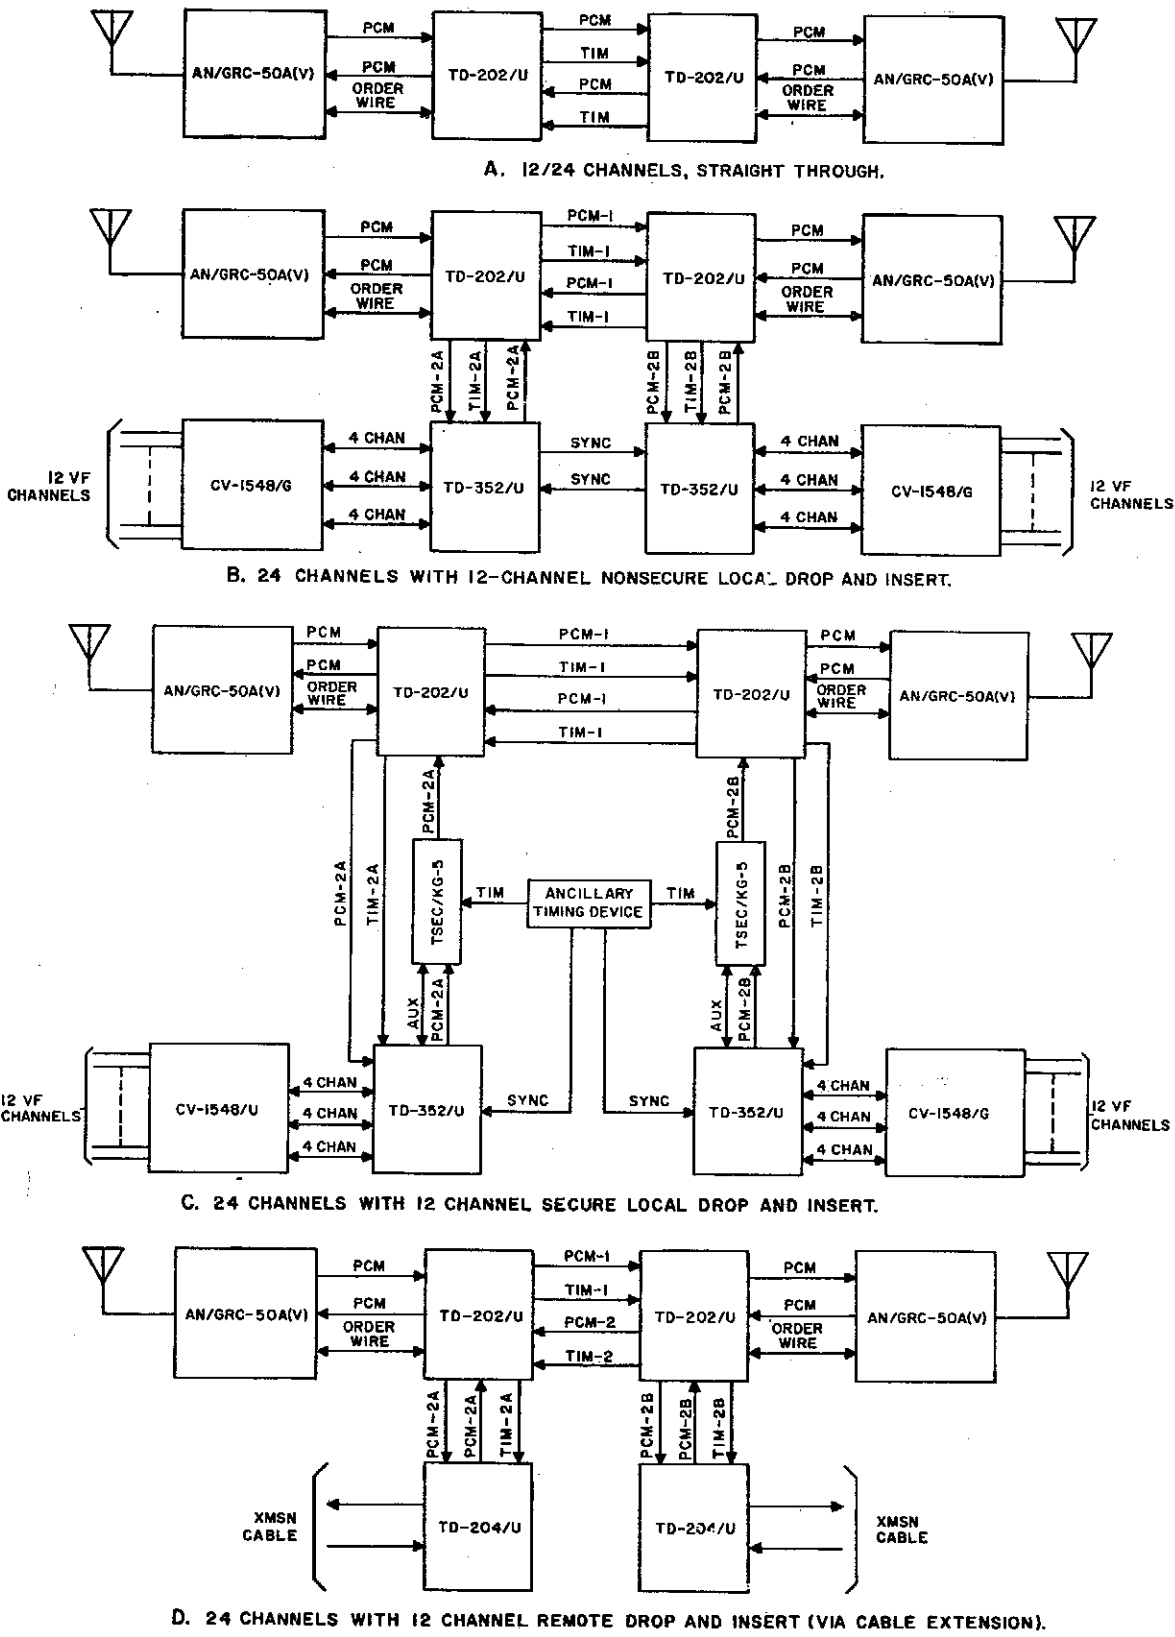 PCM
PCM
ORDER
WIRE
AN/GRC-50A(V)
TD-202/U
PCM
TIM
PCM
TIM
TD-202/U
PCM
PCM
ORDER
WIRE
AN/GRC-50A(V)
A. 12/24 CHANNELS, STRAIGHT THROUGH.
AN/GRC-50A(V)
PCM
PCM
ORDER
WIRE
TD-202/U
PCM-1
TIM-1
PCM-1
TIM-1
TD-202/U
PCM
PCM
ORDER
WIRE
AN/GRC-50A(V)
PCM-2A
TIM-2A
PCM-2A
PCM-2B
TIM-2B
PCM-2B
12 VF
CHANNELS
CV-1548/G
4 CHAN
4 CHAN
4 CHAN
TD-352/U
SYNC
SYNC
TD-352/U
4 CHAN
4 CHAN
4 CHAN
CV-1548/G
12 VF
CHANNELS
B. 24 CHANNELS WITH 12-CHANNEL NONSECURE LOCAL DROP AND INSERT.
AN/GRC-50A(V)
PCM
PCM
ORDER
WIRE
TD-202/U
PCM-1
TIM-1
PCM-1
TIM-1
TD-202/U
PCM
PCM
ORDER
WIRE
AN/GRC-50A(V)
PCM-2A
TIM-2A
PCM-2A
TSEC/KG-5
TIM
ANCILLARY
TIMING DEVICE
TIM
PCM-2B
TSEC/KG-5
PCM-2B
TIM-2B
AUX
PCM-2A
AUX
PCM-2B
12 VF
CHANNELS
CV-1548/U
4 CHAN
4 CHAN
4 CHAN
TD-352/U
SYNC
SYNC
TD-352/U
4 CHAN
4 CHAN
4 CHAN
CV-1548/G
12 VF
CHANNELS
C. 24 CHANNELS WITH 12 CHANNEL SECURE LOCAL DROP AND INSERT.
AN/GRC-50A(V)
PCM
PCM
ORDER
WIRE
TD-202/U
PCM-1
TIM-1
PCM-2
TIM-2
TD-202/U
PCM
PCM
ORDER
WIRE
AN/GRC-50A(V)
PCM-2A
PCM-2A
TIM-2A
PCM-2B
PCM-2B
TIM-2B
XMSN
CABLE
TD-204/U
TD-204/U
XMSN
CABLE
D. 24 CHANNELS WITH 12 CHANNEL REMOTE DROP AND INSERT (VIA CABLE EXTENSION).